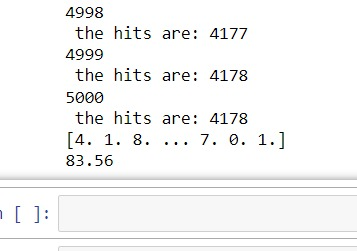 4998
the hits are: 4177
4999
the hits are: 4178
5000
the hits are: 4178
[4. 1. 8. ... 7. 0. 1.]
83.56
[ ]: